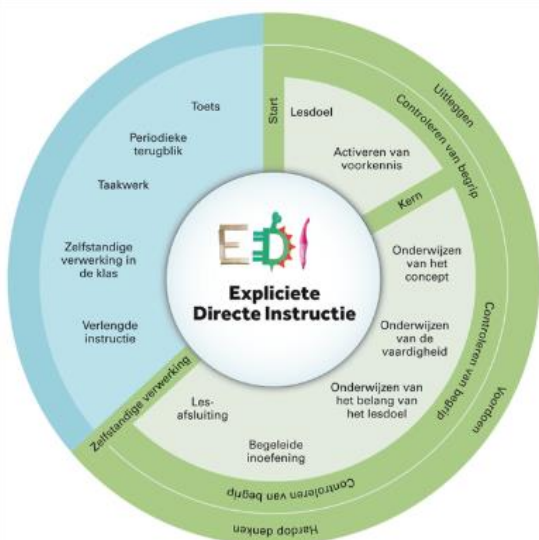 EDI
Expliciete
Directe Instructie
Start
Lesdoel
Activeren van
voorkennis
Kern
Onderwijzen
van het
concept
Onderwijzen
van de
vaardigheid
Onderwijzen van
het belang van
het lesdoel
Begeleide
inoefening
Les-
afsluiting
Zelfstandige verwerking
Verlengde
instructie
Zelfstandige
verwerking in
de klas
Taakwerk
Periodieke
terugblik
Toets
Controleren van begrip
Controleren van begrip
Controleren van begrip
Uitleggen
Voordoen
Hardop denken